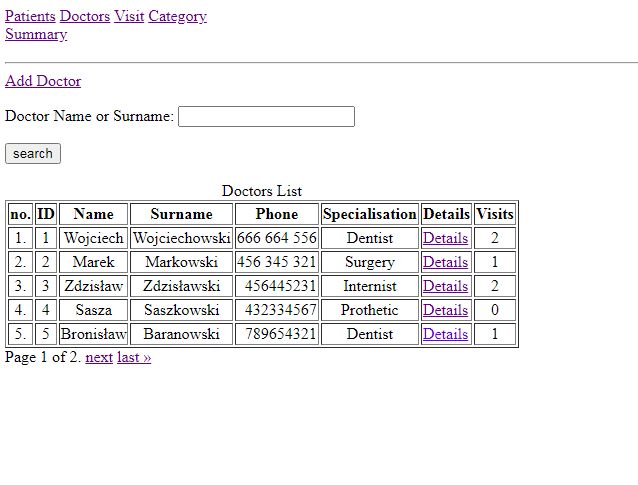 Patients Doctors Visit Category
Summary
Add Doctor
Doctor Name or Surname:
search
Doctors List
no. ID Name Surname Phone Specialisation Details Visits
1. 1 Wojciech Wojciechowski 666 664 556 Dentist Details 2
2. 2 Marek Markowski 456 345 321 Surgery Details 1
3. 3 Zdzisław Zdzisławski 456445231 Internist Details 2
4. 4 Sasza Saszkowski 432334567 Prothetic Details 0
5. 5 Bronisław Baranowski 789654321 Dentist Details 1
Page 1 of 2. next last »